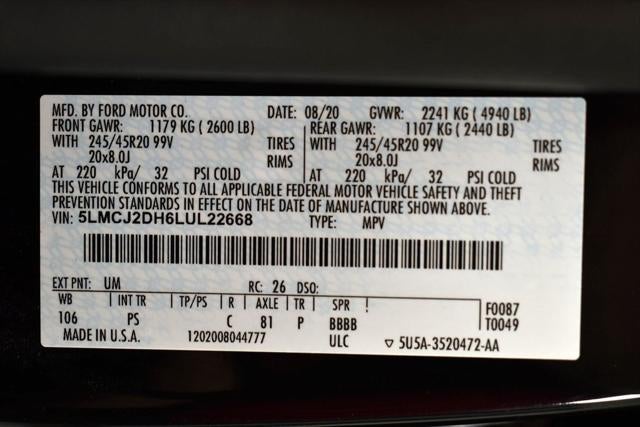 MFD. BY FORD MOTOR CO. DATE: 08/20 GVWR: 2241 KG ( 4940 LB)
FRONT GAWR: 1179 KG ( 2600 LB) REAR GAWR: 1107 KG ( 2440 LB)
WITH 245/45R20 99V TIRES WITH 245/45R20 99V TIRES
20x8.0J RIMS 20x8.0J RIMS
AT 220 kPa/ 32 PSI COLD AT 220 kPa/ 32 PSI COLD
THIS VEHICLE CONFORMS TO ALL APPLICABLE FEDERAL MOTOR VEHICLE SAFETY AND THEFT
PREVENTION STANDARDS IN EFFECT ON THE DATE OF MANUFACTURE SHOWN ABOVE.
VIN: 5LMCJ2DH6LUL22668 TYPE: MPV
EXT PNT: UM RC: 26 DSO:
WB INT TR TP/PS R AXLE TR SPR F0087
106 PS C 81 P BBBB T0049
MADE IN U.S.A. 1202008044777 ULC ▽ 5U5A-3520472-AA